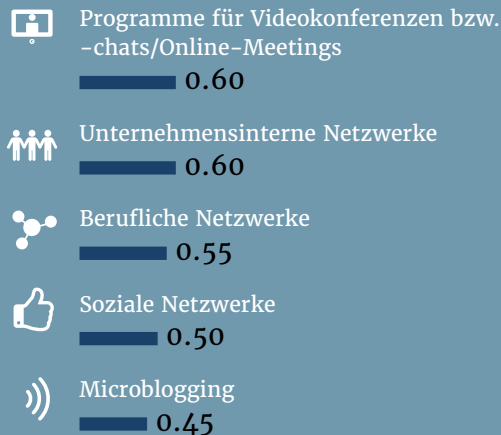 Programme für Videokonferenzen bzw.
-chats/Online-Meetings
0.60
Unternehmensinterne Netzwerke
0.60
Berufliche Netzwerke
0.55
Soziale Netzwerke
0.50
Microblogging
0.45